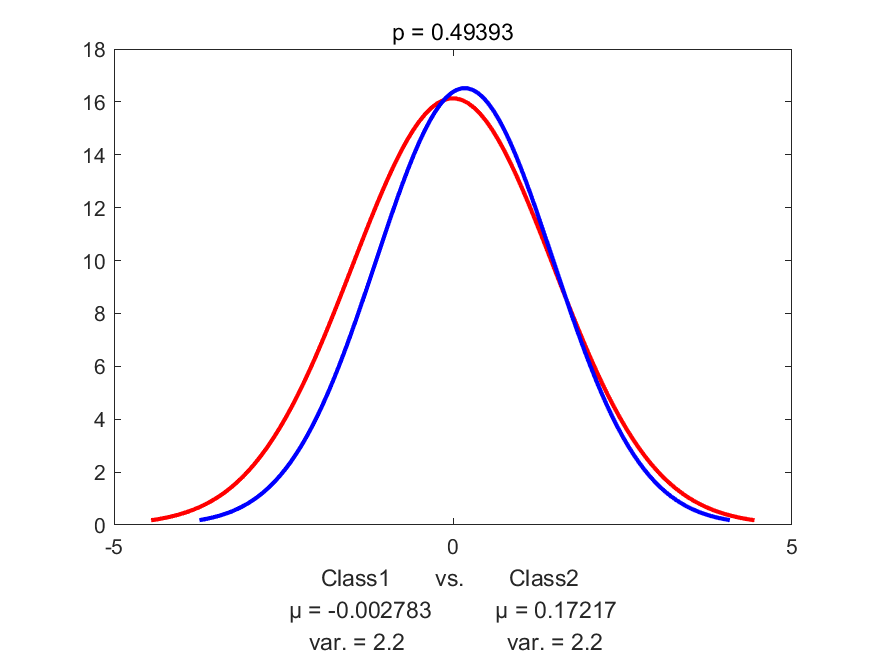 p = 0.49393
18
16
14
12
10
8
6
4
2
0
-5 0 5
Class1 vs. Class2
μ = -0.002783 μ = 0.17217
var. = 2.2 var. = 2.2